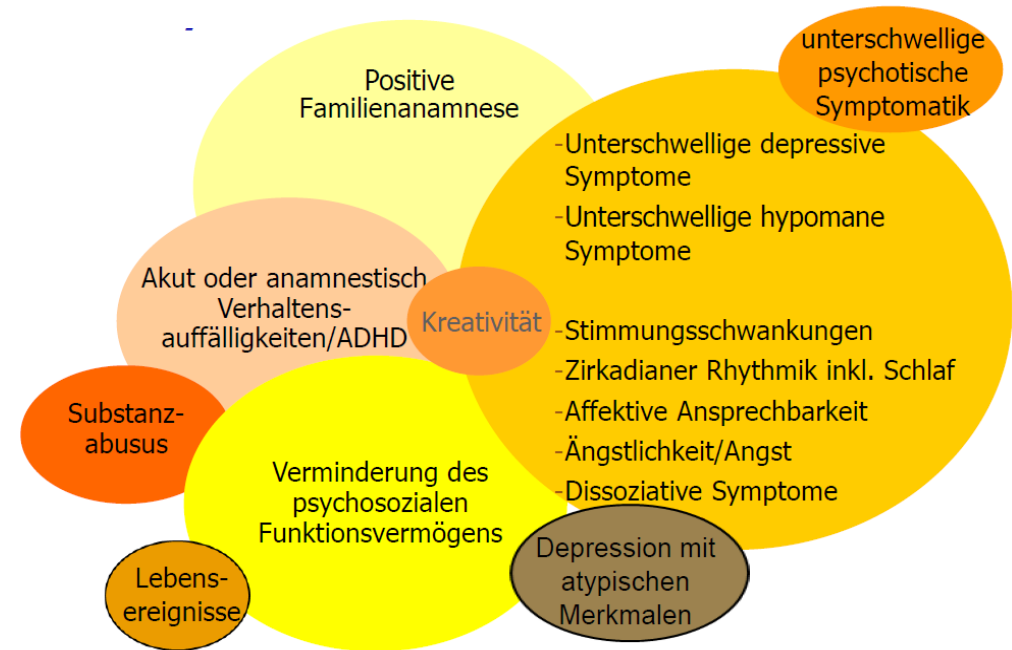 Positive
Familienanamnese
unterschwellige
psychotische
Symptomatik
-Unterschwellige depressive
Symptome
-Unterschwellige hypomane
Symptome
-Stimmungsschwankungen
-Zirkadianer Rhythmik inkl. Schlaf
-Affektive Ansprechbarkeit
-Ängstlichkeit/Angst
-Dissoziative Symptome
Akut oder anamnestisch
Verhaltens-
auffälligkeiten/ADHD
Kreativität
Substanz-
abusus
Verminderung des
psychosozialen
Funktionsvermögens
Lebens-
ereignisse
Depression mit
atypischen
Merkmalen